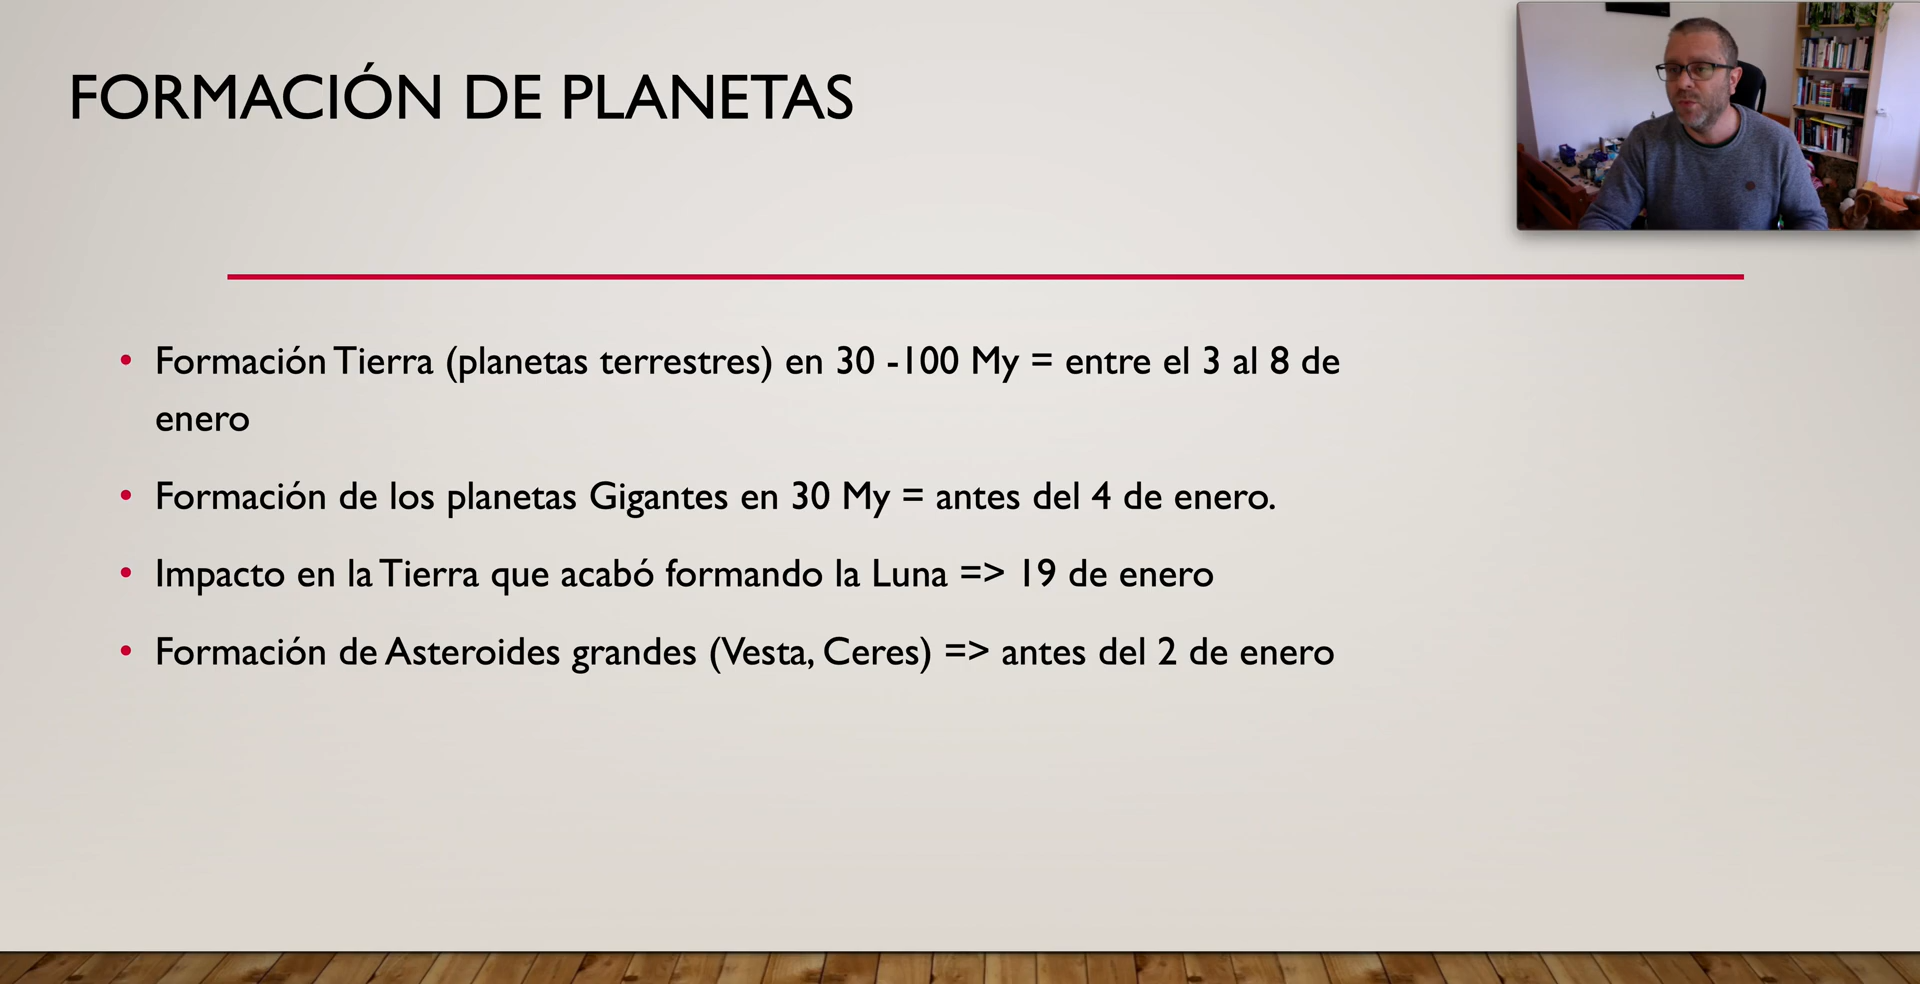 FORMACIÓN DE PLANETAS
• Formación Tierra (planetas terrestres) en 30 -100 My = entre el 3 al 8 de
enero
• Formación de los planetas Gigantes en 30 My = antes del 4 de enero.
• Impacto en la Tierra que acabó formando la Luna => 19 de enero
• Formación de Asteroides grandes (Vesta, Ceres) => antes del 2 de enero